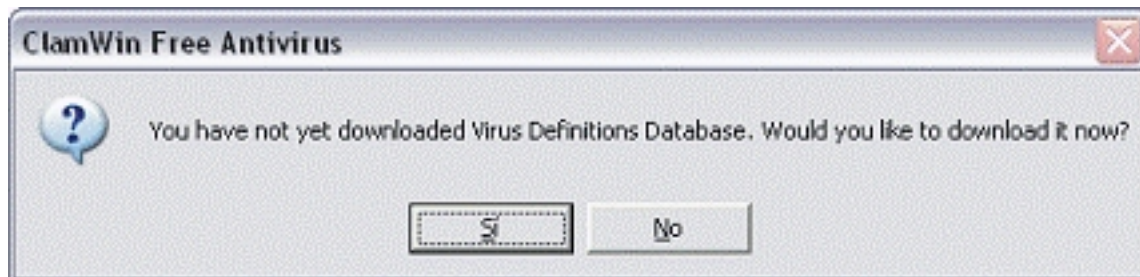 ClamWin Free Antivirus
You have not yet downloaded Virus Definitions Database. Would you like to download it now?
Sí
No